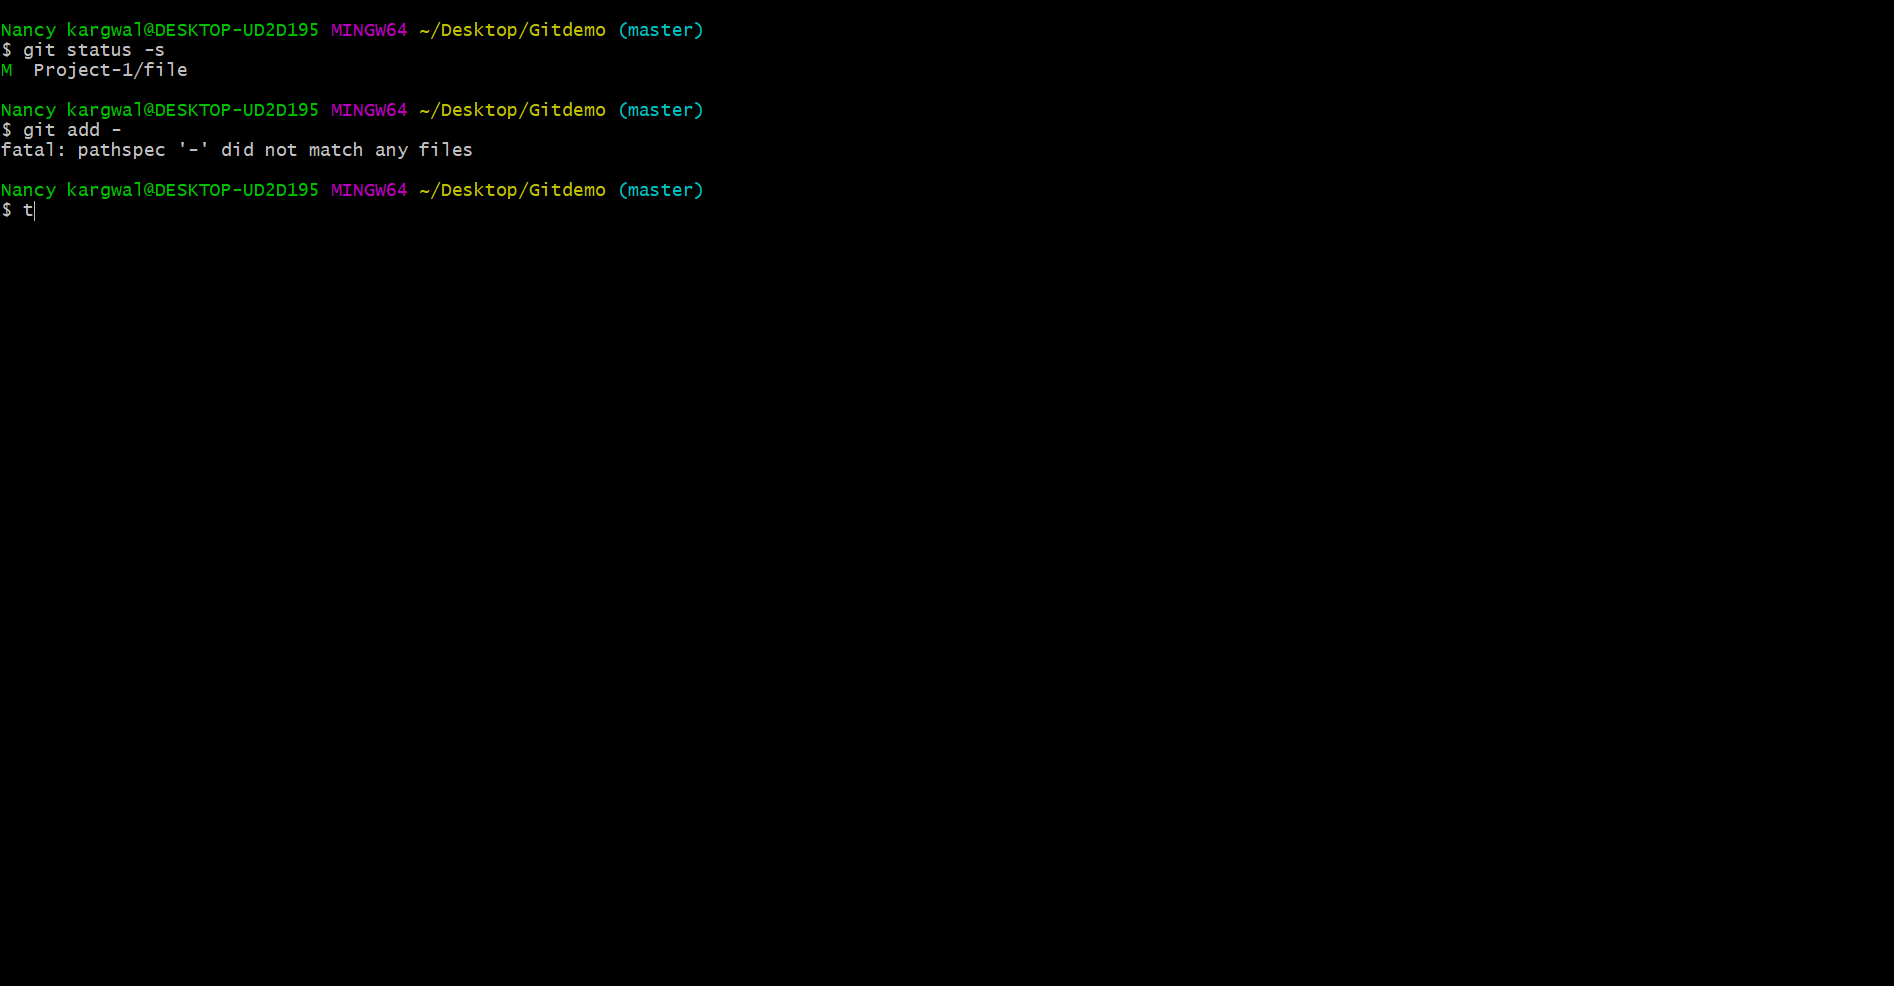 Nancy kargwal@DESKTOP-UD2D195 MINGW64 ~/Desktop/Gitdemo (master)
$ git status -s
M  Project-1/file
Nancy kargwal@DESKTOP-UD2D195 MINGW64 ~/Desktop/Gitdemo (master)
$ git add -
fatal: pathspec '-' did not match any files
Nancy kargwal@DESKTOP-UD2D195 MINGW64 ~/Desktop/Gitdemo (master)
$ t